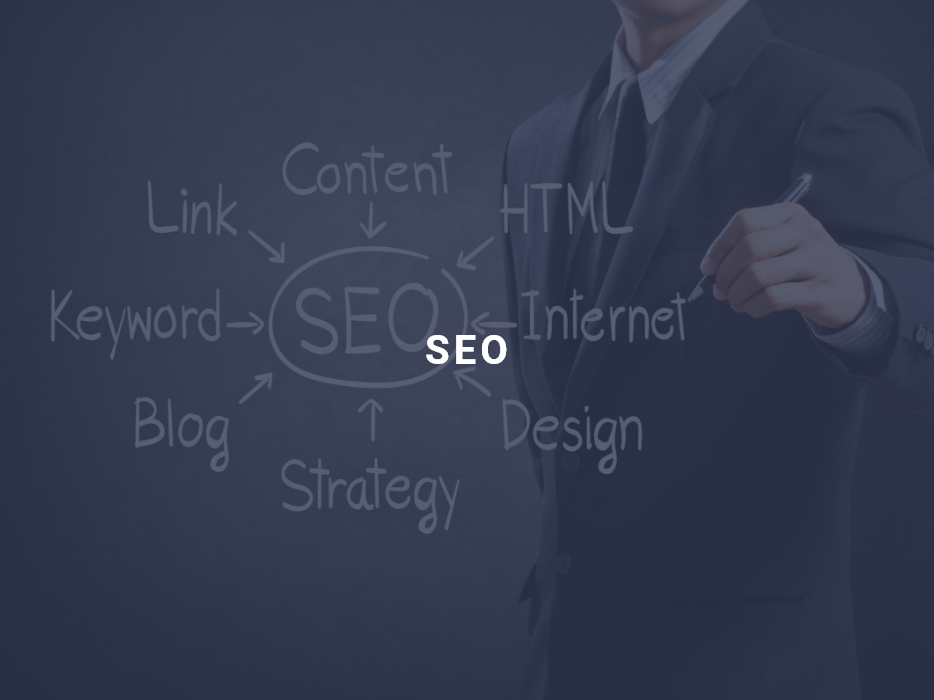 Content
Link
HTML
Keyword
SEO
Internet
SEO
Blog
Design
Strategy